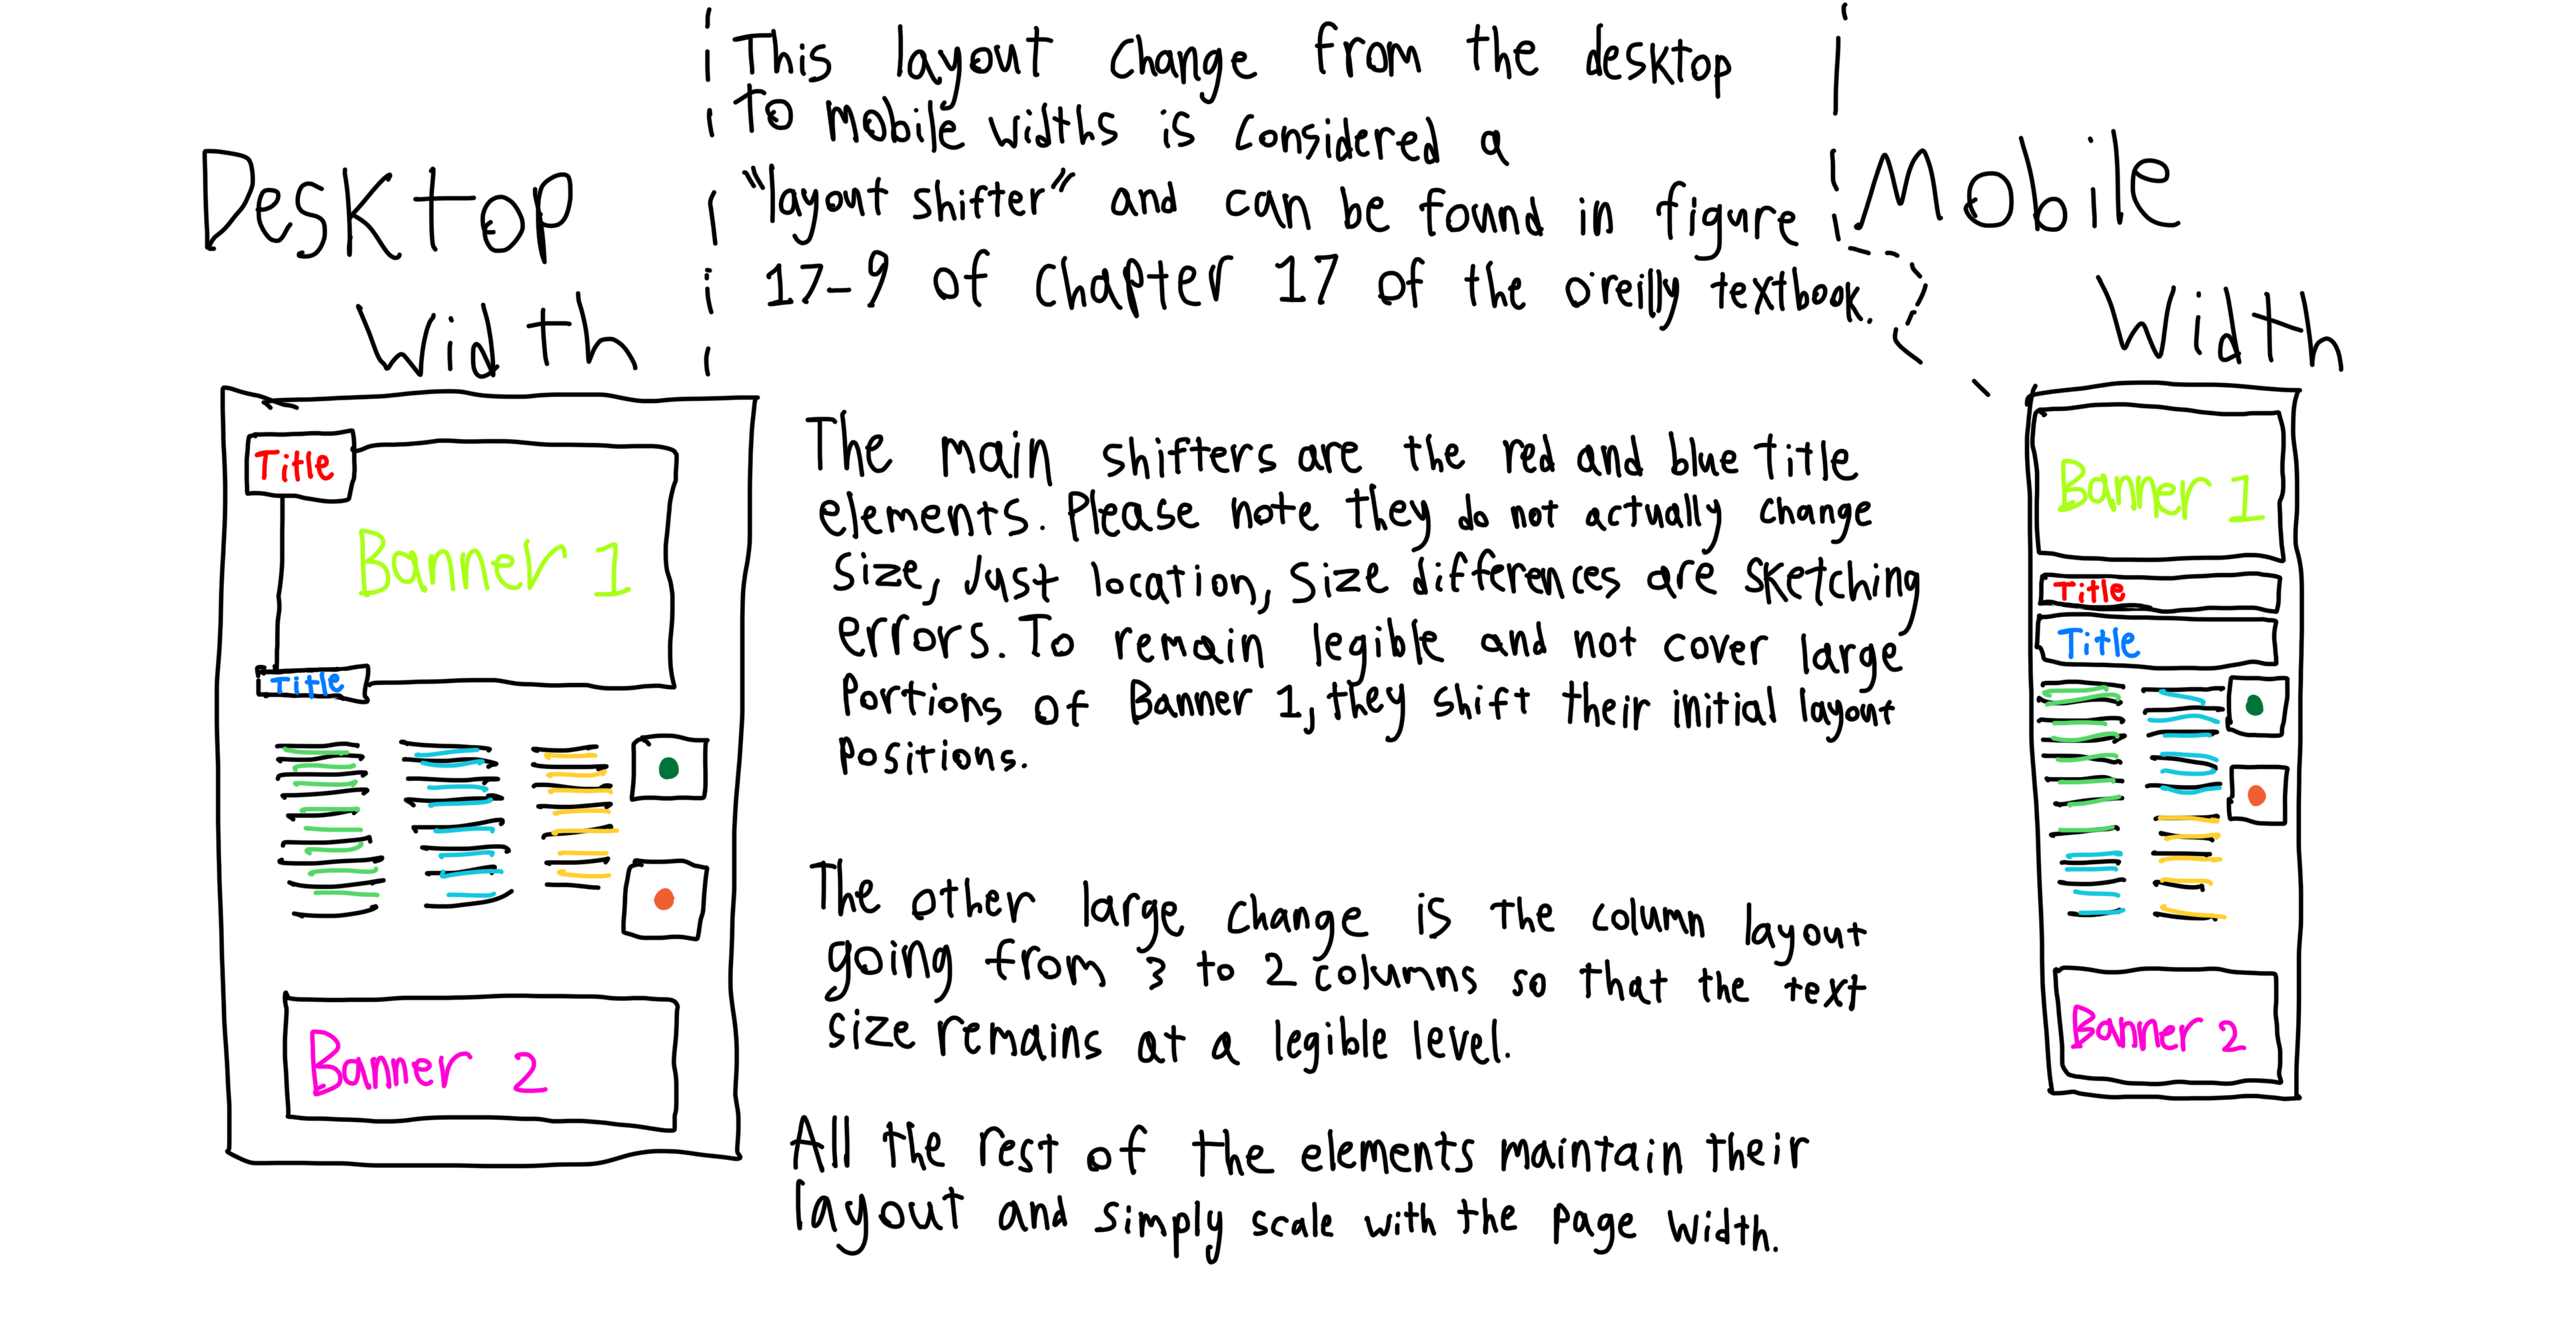 Desktop
Width
This layout change from the desktop
to mobile widths is considered a
"layout shifter" and can be found in figure
17-9 of chapter 17 of the o'reilly textbook.
Mobile
Width
Title
Banner 1
Title
Banner 2
The main shifters are the red and blue title
elements. Please note they do not actually change
size, just location, size differences are sketching
errors. To remain legible and not cover large
portions of Banner 1, they shift their initial layout
positions.
The other large change is the column layout
going from 3 to 2 columns so that the text
size remains at a legible level.
All the rest of the elements maintain their
layout and simply scale with the page width.
Banner 1
Title
Title
Banner 2